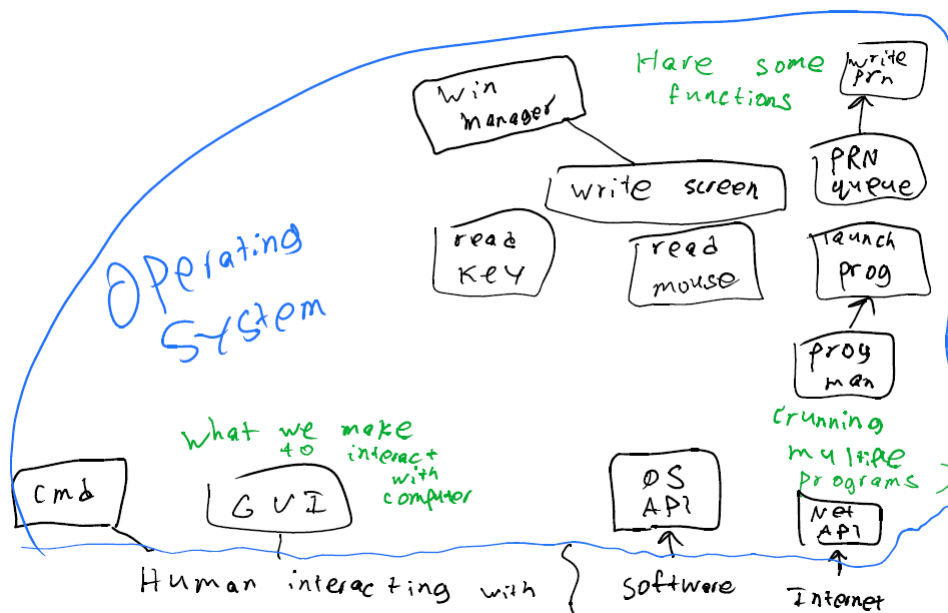 Win
manager
Have some
functions
write
prn
PRN
queue
write screen
read
key
read
mouse
launch
prog
Operating
System
prog
man
(running
multiple
programs)
What we make
to interact
with
computer
cmd
GUI
OS
API
Net
API
Human interacting with
software
Internet